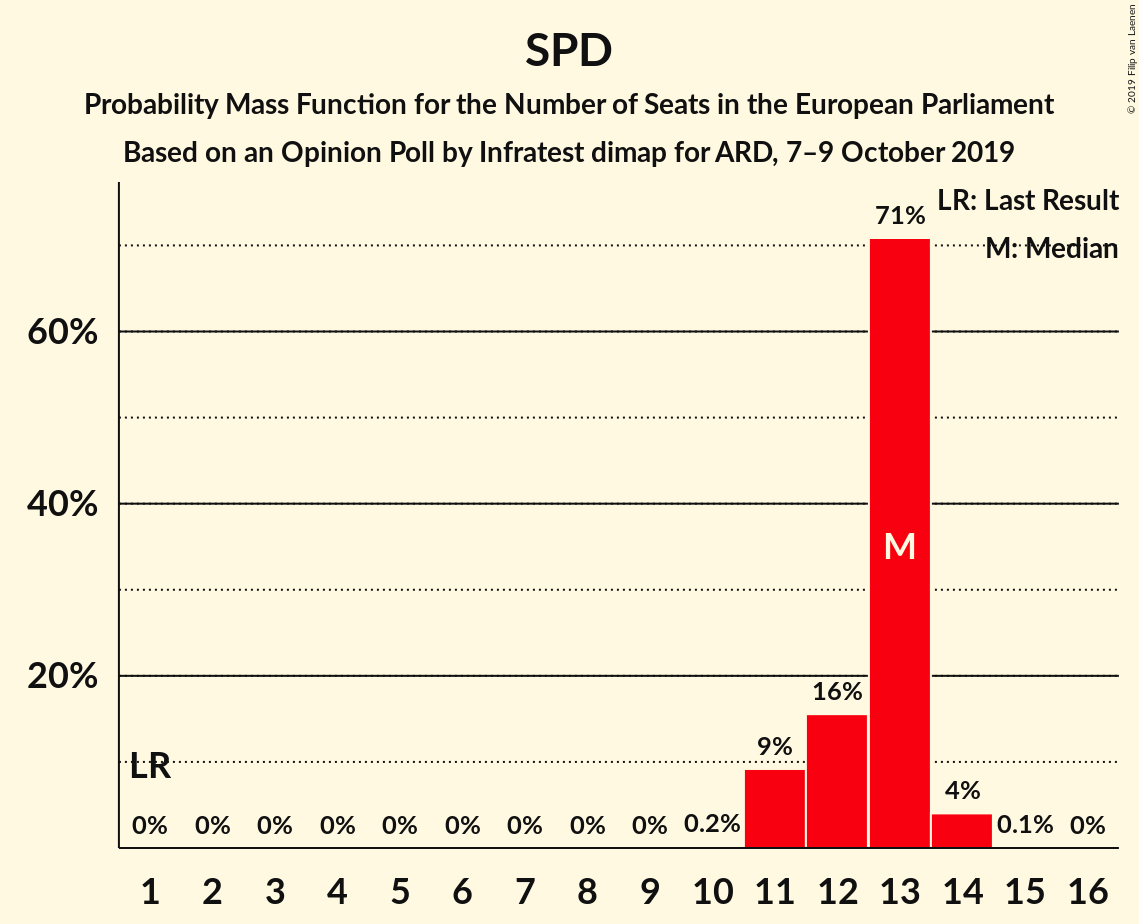 SPD
Probability Mass Function for the Number of Seats in the European Parliament
Based on an Opinion Poll by Infratest dimap for ARD, 7–9 October 2019
© 2019 Filip van Laenen
LR: Last Result
M: Median
71%
60%
40%
M
20%
16%
9%
LR
4%
0% 0% 0% 0% 0% 0% 0% 0% 0% 0.2% 0.1% 0%
1 2 3 4 5 6 7 8 9 10 11 12 13 14 15 16